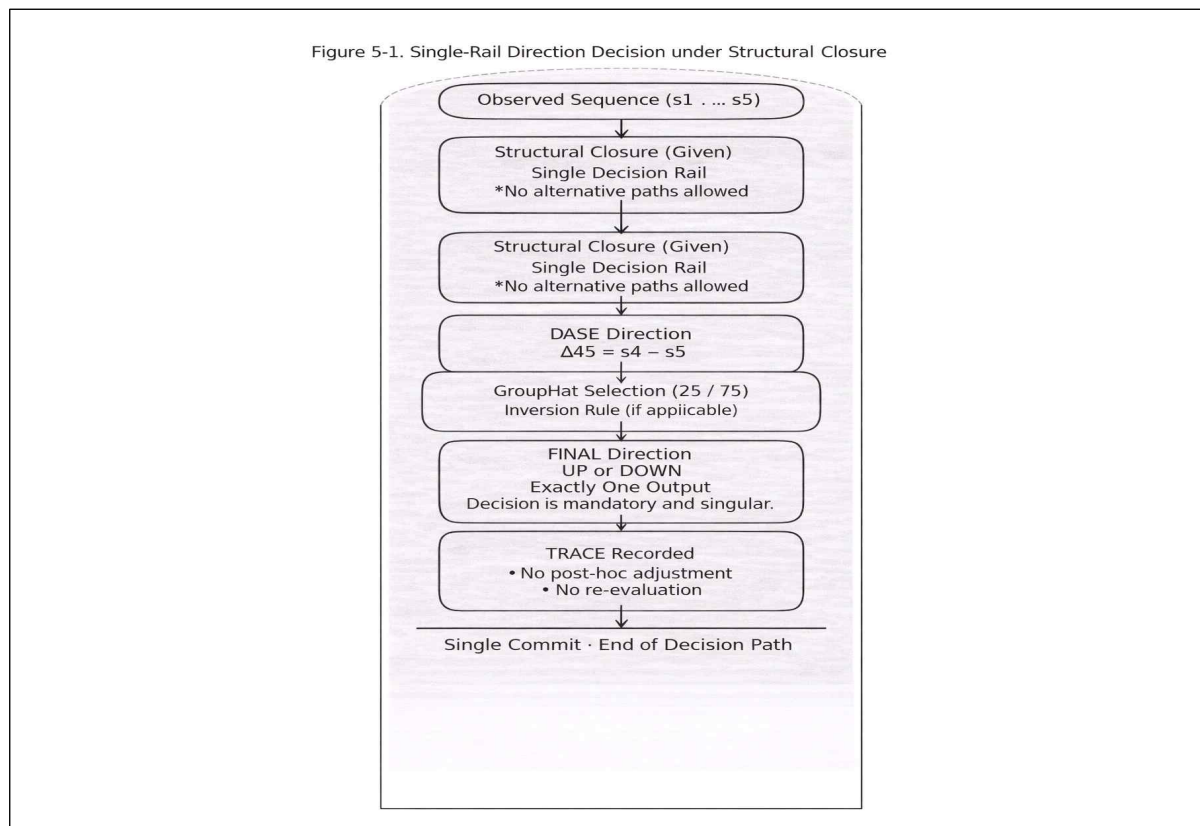 Figure 5-1. Single-Rail Direction Decision under Structural Closure
Observed Sequence (s1 . ... s5)
Structural Closure (Given)
Single Decision Rail
*No alternative paths allowed
Structural Closure (Given)
Single Decision Rail
*No alternative paths allowed
DASE Direction
Δ45 = s4 − s5
GroupHat Selection (25 / 75)
Inversion Rule (if appiicable)
FINAL Direction
UP or DOWN
Exactly One Output
Decision is mandatory and singular.
TRACE Recorded
• No post-hoc adjustment
• No re-evaluation
Single Commit · End of Decision Path